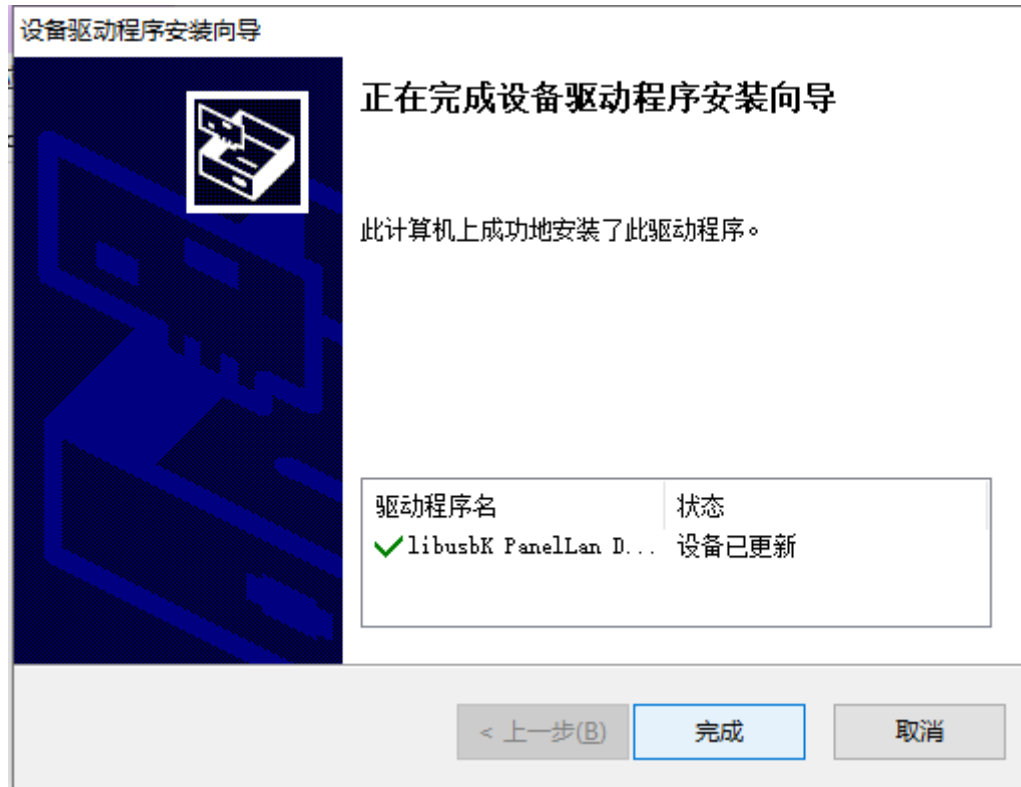 设备驱动程序安装向导
正在完成设备驱动程序安装向导
此计算机上成功地安装了此驱动程序。
驱动程序名 状态
libusbK PanelLan D... 设备已更新
< 上一步(B) 完成 取消